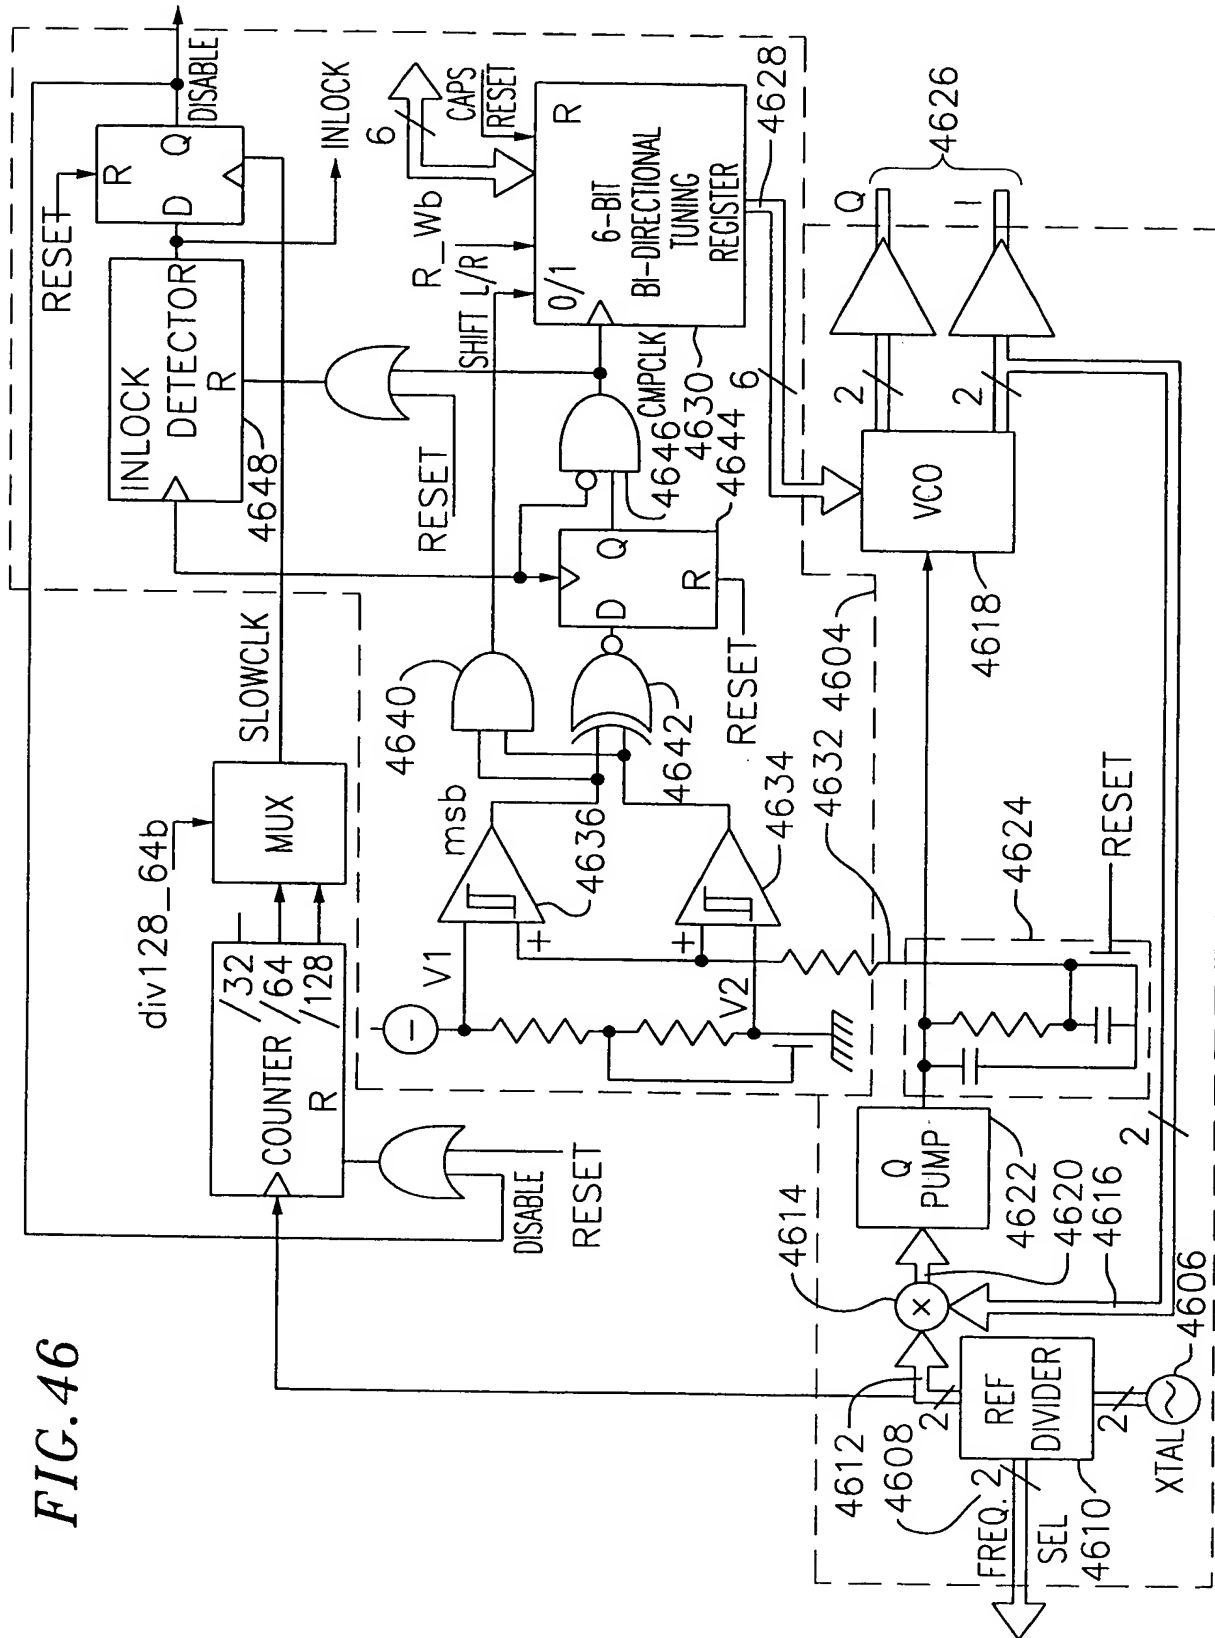 FIG.46
div128_64b
/32
/64
/128
COUNTER
R
MUX
SLOWCLK
DISABLE
RESET
INLOCK
DETECTOR
R
4648
RESET
R
D
Q
DISABLE
INLOCK
RESET
4640
msb
V1
+
4636
V2
+
4634
4642
D
Q
R
RESET
4644
4646
CMPCLK
4630
SHIFT L/R
R_Wb
6
CAPS
RESET
0/1
R
6-BIT
BI-DIRECTIONAL
TUNING
REGISTER
4628
6
4632
4604
4614
Q
PUMP
4622
4620
4616
4624
RESET
VCO
4618
2
2
Q
I
4626
2
4612
4608
2
REF
DIVIDER
FREQ.
2
SEL
4610
2
XTAL
4606